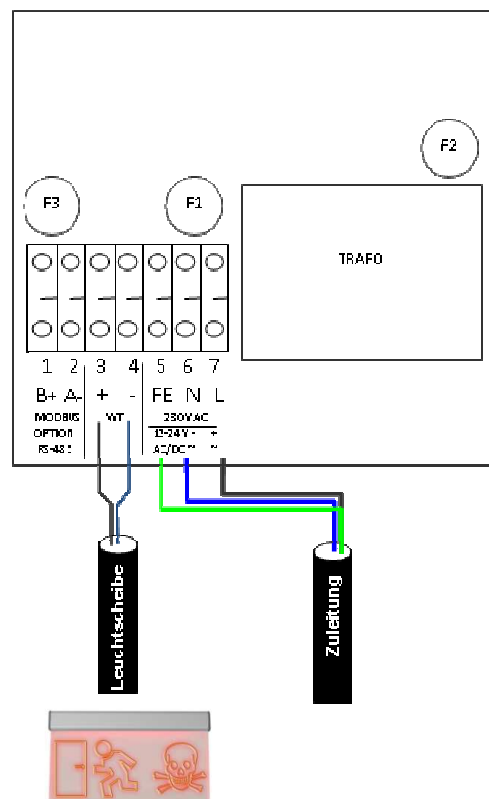 F2
F3 F1
TRAFO
1 2 3 4 5 6 7
B+ A- + - FE N L
MODBUS WT 230VAC
OPTION 12-24 V - +
RS-485 AC/DC ~ ~
Leuchtscheibe
Zuleitung